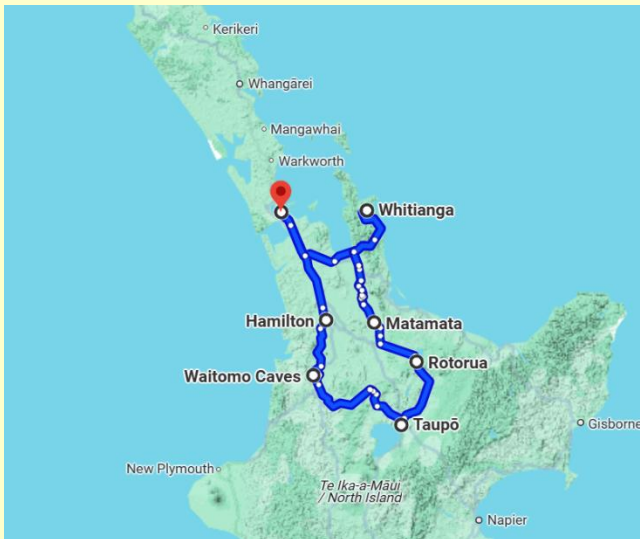 Kerikeri
Whangārei
Mangawhai
Warkworth
Whitianga
Hamilton
Matamata
Waitomo Caves
Rotorua
Taupō
Gisborne
New Plymouth
Te Ika-a-Māui
/ North Island
Napier